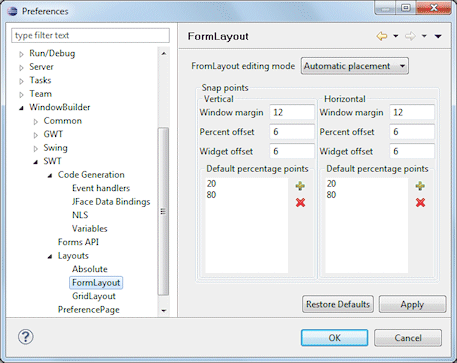 Preferences
type filter text
Run/Debug
Server
Tasks
Team
WindowBuilder
Common
GWT
Swing
SWT
Code Generation
Event handlers
JFace Data Bindings
NLS
Variables
Forms API
Layouts
Absolute
FormLayout
GridLayout
PreferencePage
FormLayout
FormLayout editing mode Automatic placement
Snap points
Vertical Horizontal
Window margin 12 Window margin 12
Percent offset 6 Percent offset 6
Widget offset 6 Widget offset 6
Default percentage points Default percentage points
20 20
80 80
Restore Defaults Apply
OK Cancel